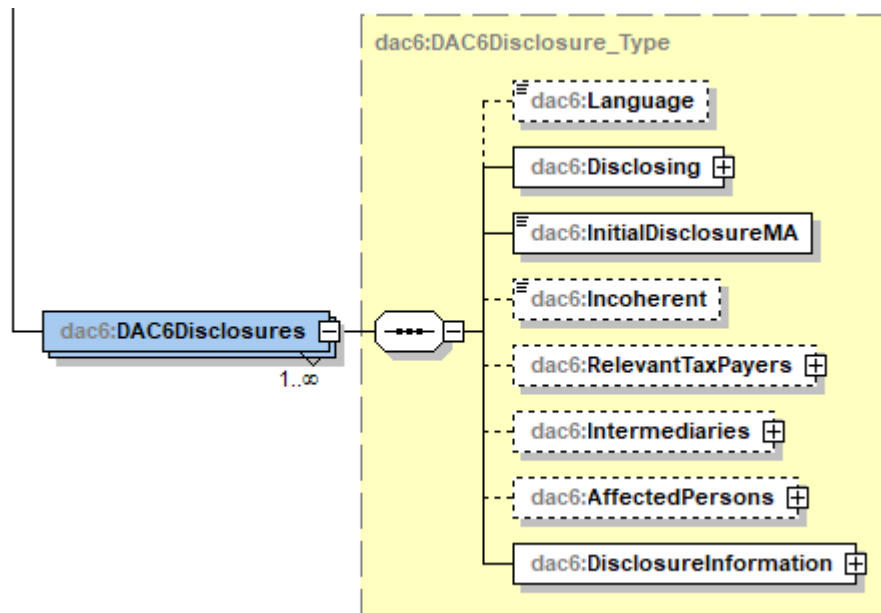 dac6:DAC6Disclosure_Type
dac6:Language
dac6:Disclosing
dac6:InitialDisclosureMA
dac6:Incoherent
dac6:DAC6Disclosures
1..∞
dac6:RelevantTaxPayers
dac6:Intermediaries
dac6:AffectedPersons
dac6:DisclosureInformation